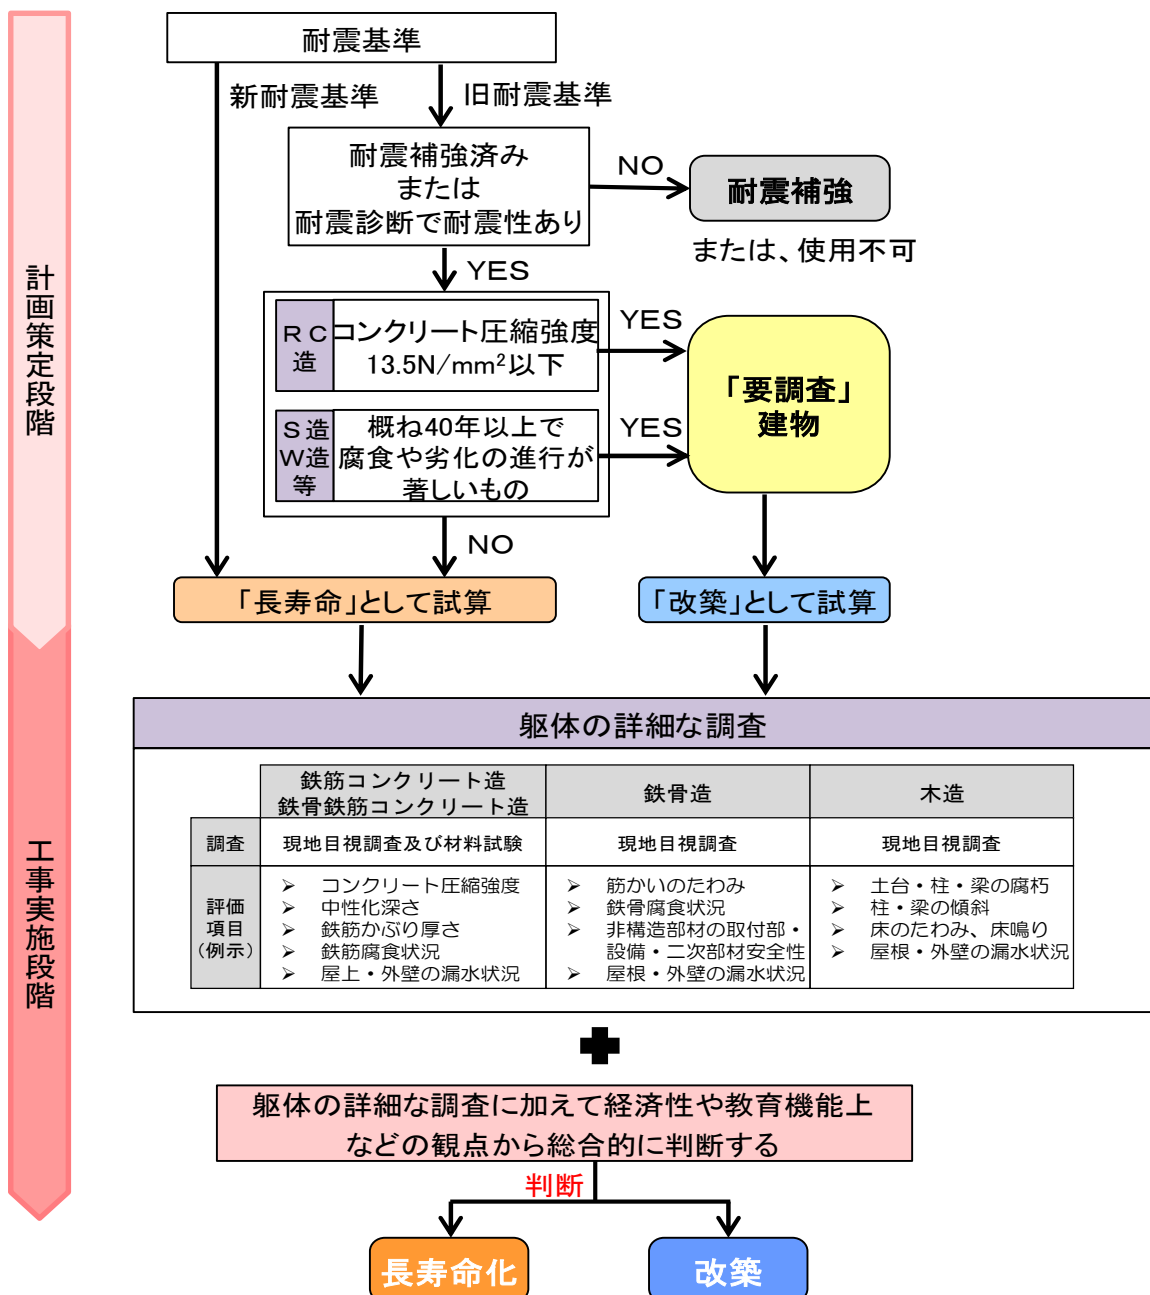 耐震基準
新耐震基準
旧耐震基準
耐震補強済み
または
耐震診断で耐震性あり
NO
耐震補強
または、使用不可
YES
ＲＣ
造
コンクリート圧縮強度
13.5N/mm²以下
YES
Ｓ造
Ｗ造
等
概ね40年以上で
腐食や劣化の進行が
著しいもの
YES
「要調査」
建物
NO
「長寿命」として試算
「改築」として試算
計画策定段階
工事実施段階
躯体の詳細な調査
鉄筋コンクリート造
鉄骨鉄筋コンクリート造
鉄骨造
木造
調査
現地目視調査及び材料試験
現地目視調査
現地目視調査
評価
項目
(例示)
➢ コンクリート圧縮強度
➢ 中性化深さ
➢ 鉄筋かぶり厚さ
➢ 鉄筋腐食状況
➢ 屋上・外壁の漏水状況
➢ 筋かいのたわみ
➢ 鉄骨腐食状況
➢ 非構造部材の取付部・
設備・二次部材安全性
➢ 屋根・外壁の漏水状況
➢ 土台・柱・梁の腐朽
➢ 柱・梁の傾斜
➢ 床のたわみ、床鳴り
➢ 屋根・外壁の漏水状況
躯体の詳細な調査に加えて経済性や教育機能上
などの観点から総合的に判断する
判断
長寿命化
改築